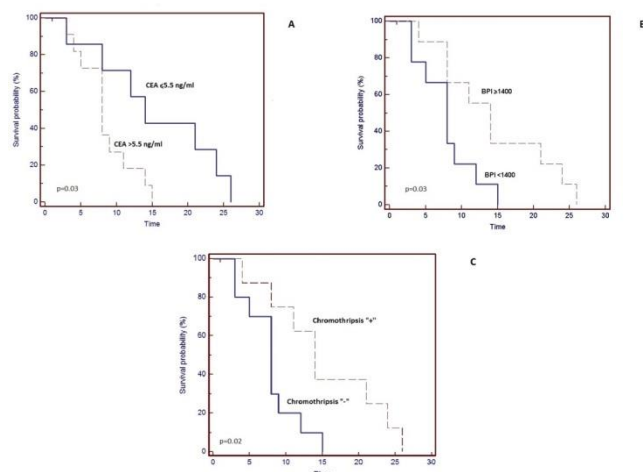 A
Survival probability (%)
100
80
60
40
20
0
CEA ≤5.5 ng/ml
CEA >5.5 ng/ml
p=0.03
0 5 10 15 20 25 30
Time
B
Survival probability (%)
100
80
60
40
20
0
BPI ≥1400
BPI <1400
p=0.03
0 5 10 15 20 25 30
Time
C
Survival probability (%)
100
80
60
40
20
0
Chromothripsis "+"
Chromothripsis "-"
p=0.02
0 5 10 15 20 25 30